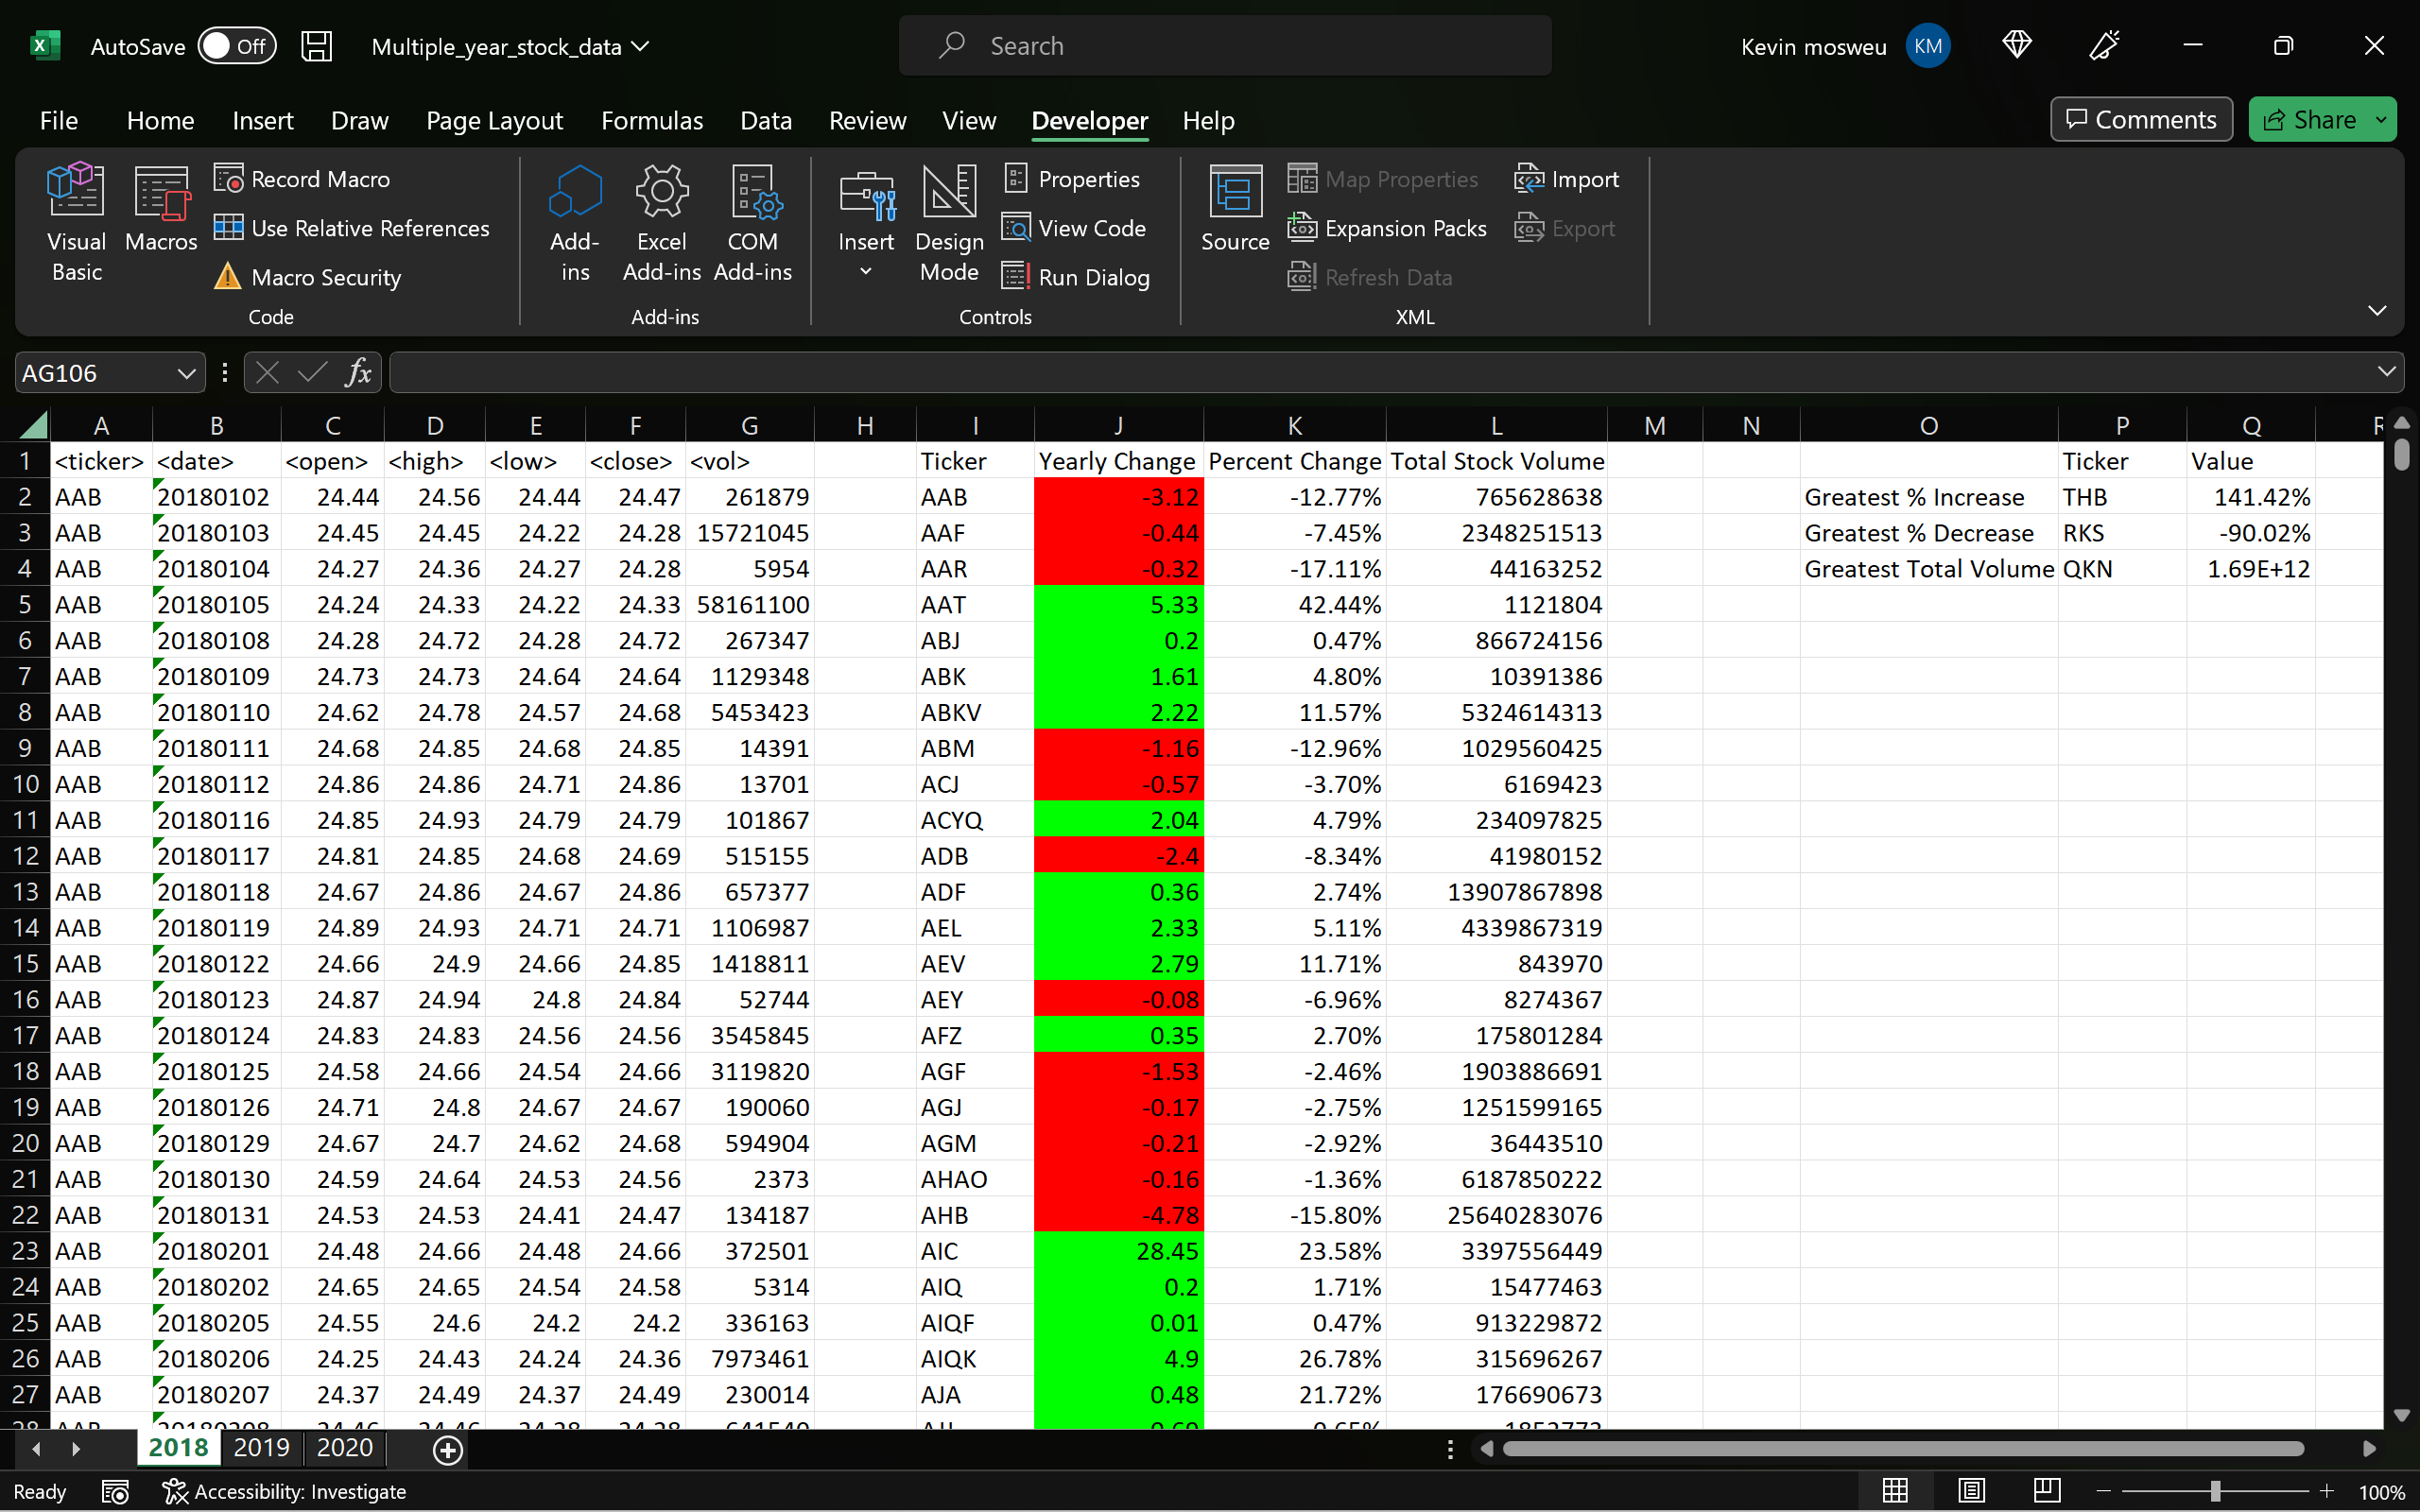 AutoSave Off Multiple_year_stock_data Search Kevin mosweu KM
File Home Insert Draw Page Layout Formulas Data Review View Developer Help Comments Share
Visual Basic Macros Record Macro Use Relative References Macro Security Add-ins Excel Add-ins COM Add-ins Insert Design Mode Properties View Code Run Dialog Source Map Properties Expansion Packs Refresh Data Import Export
Code Add-ins Controls XML
AG106 fx
A B C D E F G H I J K L M N O P Q
1 <ticker> <date> <open> <high> <low> <close> <vol> Ticker Yearly Change Percent Change Total Stock Volume Ticker Value
2 AAB 20180102 24.44 24.56 24.44 24.47 261879 AAB -3.12 -12.77% 765628638 Greatest % Increase THB 141.42%
3 AAB 20180103 24.45 24.45 24.22 24.28 15721045 AAF -0.44 -7.45% 2348251513 Greatest % Decrease RKS -90.02%
4 AAB 20180104 24.27 24.36 24.27 24.28 5954 AAR -0.32 -17.11% 44163252 Greatest Total Volume QKN 1.69E+12
5 AAB 20180105 24.24 24.33 24.22 24.33 58161100 AAT 5.33 42.44% 1121804
6 AAB 20180108 24.28 24.72 24.28 24.72 267347 ABJ 0.2 0.47% 866724156
7 AAB 20180109 24.73 24.73 24.64 24.64 1129348 ABK 1.61 4.80% 10391386
8 AAB 20180110 24.62 24.78 24.57 24.68 5453423 ABKV 2.22 11.57% 5324614313
9 AAB 20180111 24.68 24.85 24.68 24.85 14391 ABM -1.16 -12.96% 1029560425
10 AAB 20180112 24.86 24.86 24.71 24.86 13701 ACJ -0.57 -3.70% 6169423
11 AAB 20180116 24.85 24.93 24.79 24.79 101867 ACYQ 2.04 4.79% 234097825
12 AAB 20180117 24.81 24.85 24.68 24.69 515155 ADB -2.4 -8.34% 41980152
13 AAB 20180118 24.67 24.86 24.67 24.86 657377 ADF 0.36 2.74% 13907867898
14 AAB 20180119 24.89 24.93 24.71 24.71 1106987 AEL 2.33 5.11% 4339867319
15 AAB 20180122 24.66 24.9 24.66 24.85 1418811 AEV 2.79 11.71% 843970
16 AAB 20180123 24.87 24.94 24.8 24.84 52744 AEY -0.08 -6.96% 8274367
17 AAB 20180124 24.83 24.83 24.56 24.56 3545845 AFZ 0.35 2.70% 175801284
18 AAB 20180125 24.58 24.66 24.54 24.66 3119820 AGF -1.53 -2.46% 1903886691
19 AAB 20180126 24.71 24.8 24.67 24.67 190060 AGJ -0.17 -2.75% 1251599165
20 AAB 20180129 24.67 24.7 24.62 24.68 594904 AGM -0.21 -2.92% 36443510
21 AAB 20180130 24.59 24.64 24.53 24.56 2373 AHAO -0.16 -1.36% 6187850222
22 AAB 20180131 24.53 24.53 24.41 24.47 134187 AHB -4.78 -15.80% 25640283076
23 AAB 20180201 24.48 24.66 24.48 24.66 372501 AIC 28.45 23.58% 3397556449
24 AAB 20180202 24.65 24.65 24.54 24.58 5314 AIQ 0.2 1.71% 15477463
25 AAB 20180205 24.55 24.6 24.2 24.2 336163 AIQF 0.01 0.47% 913229872
26 AAB 20180206 24.25 24.43 24.24 24.36 7973461 AIQK 4.9 26.78% 315696267
27 AAB 20180207 24.37 24.49 24.37 24.49 230014 AJA 0.48 21.72% 176690673
2018 2019 2020
Ready Accessibility: Investigate 100%